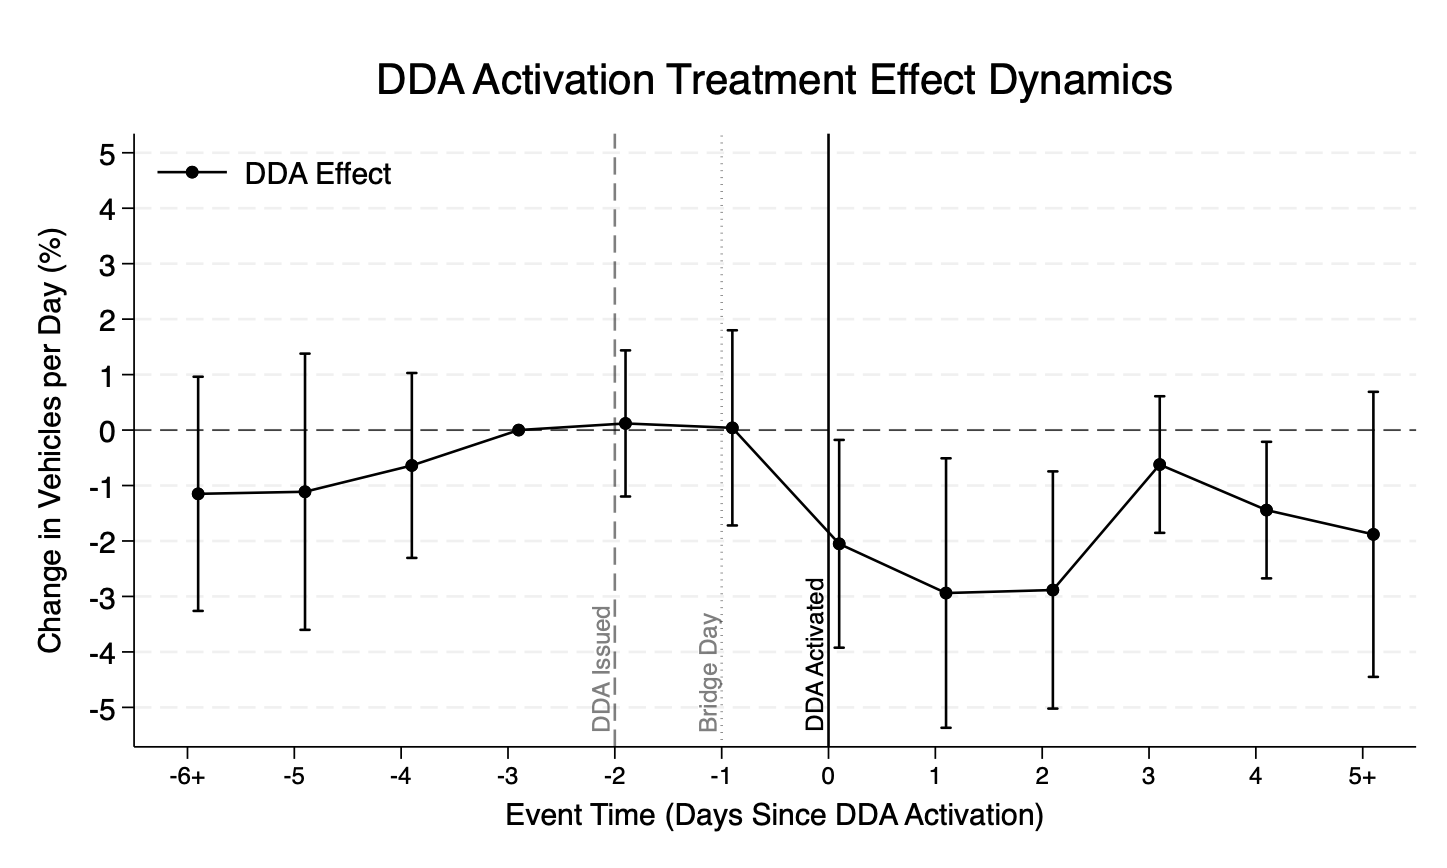 DDA Activation Treatment Effect Dynamics
DDA Effect
5
4
3
2
1
0
-1
-2
-3
-4
-5
Change in Vehicles per Day (%)
DDA Issued
Bridge Day
DDA Activated
-6+ -5 -4 -3 -2 -1 0 1 2 3 4 5+
Event Time (Days Since DDA Activation)